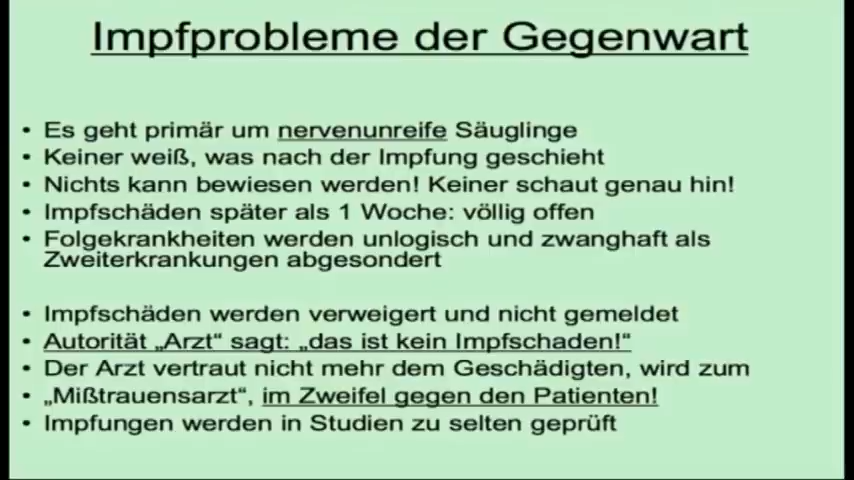 Impfprobleme der Gegenwart
• Es geht primär um nervenunreife Säuglinge
• Keiner weiß, was nach der Impfung geschieht
• Nichts kann bewiesen werden! Keiner schaut genau hin!
• Impfschäden später als 1 Woche: völlig offen
• Folgekrankheiten werden unlogisch und zwanghaft als
Zweiterkrankungen abgesondert
• Impfschäden werden verweigert und nicht gemeldet
• Autorität „Arzt“ sagt: „das ist kein Impfschaden!“
• Der Arzt vertraut nicht mehr dem Geschädigten, wird zum
• „Mißtrauensarzt“, im Zweifel gegen den Patienten!
• Impfungen werden in Studien zu selten geprüft